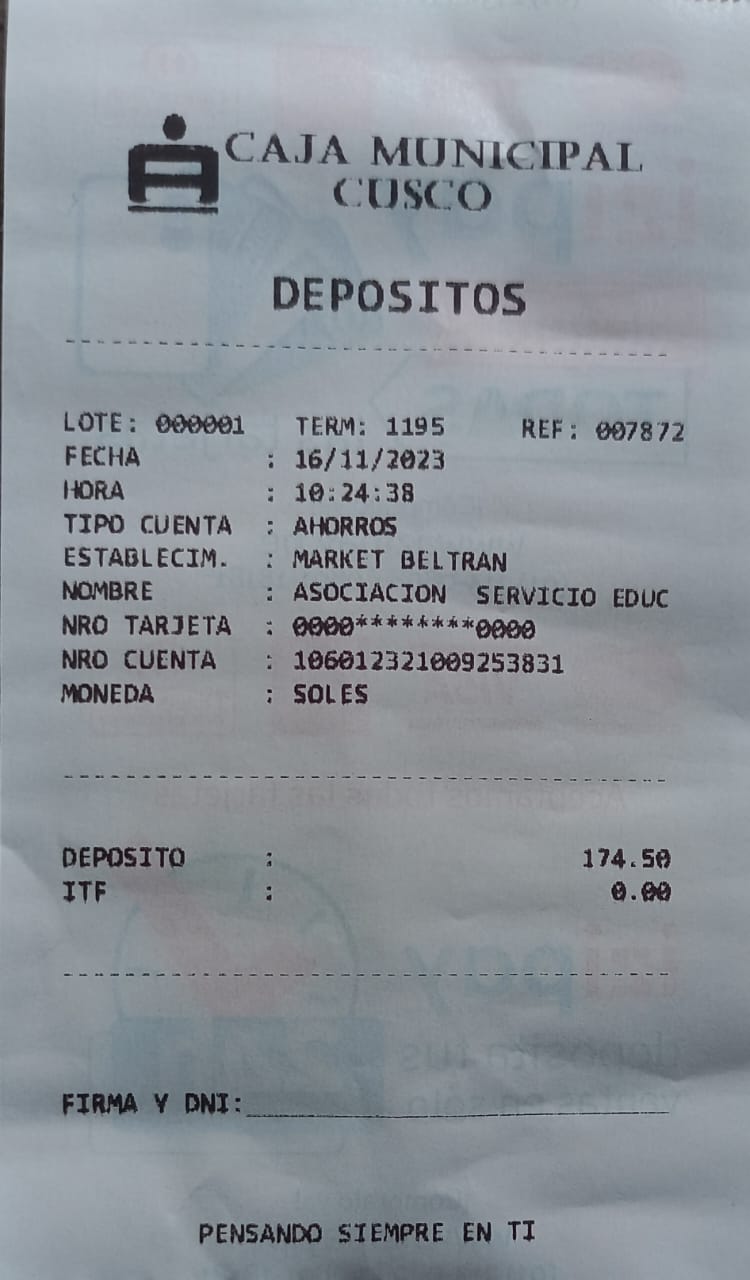 CAJA MUNICIPAL
CUSCO
DEPOSITOS
LOTE: 000001 TERM: 1195 REF: 007872
FECHA : 16/11/2023
HORA : 10:24:38
TIPO CUENTA : AHORROS
ESTABLECIM. : MARKET BELTRAN
NOMBRE : ASOCIACION SERVICIO EDUC
NRO TARJETA : 0000********0000
NRO CUENTA : 106012321009253831
MONEDA : SOLES
DEPOSITO : 174.50
ITF : 0.00
FIRMA Y DNI:
PENSANDO SIEMPRE EN TI